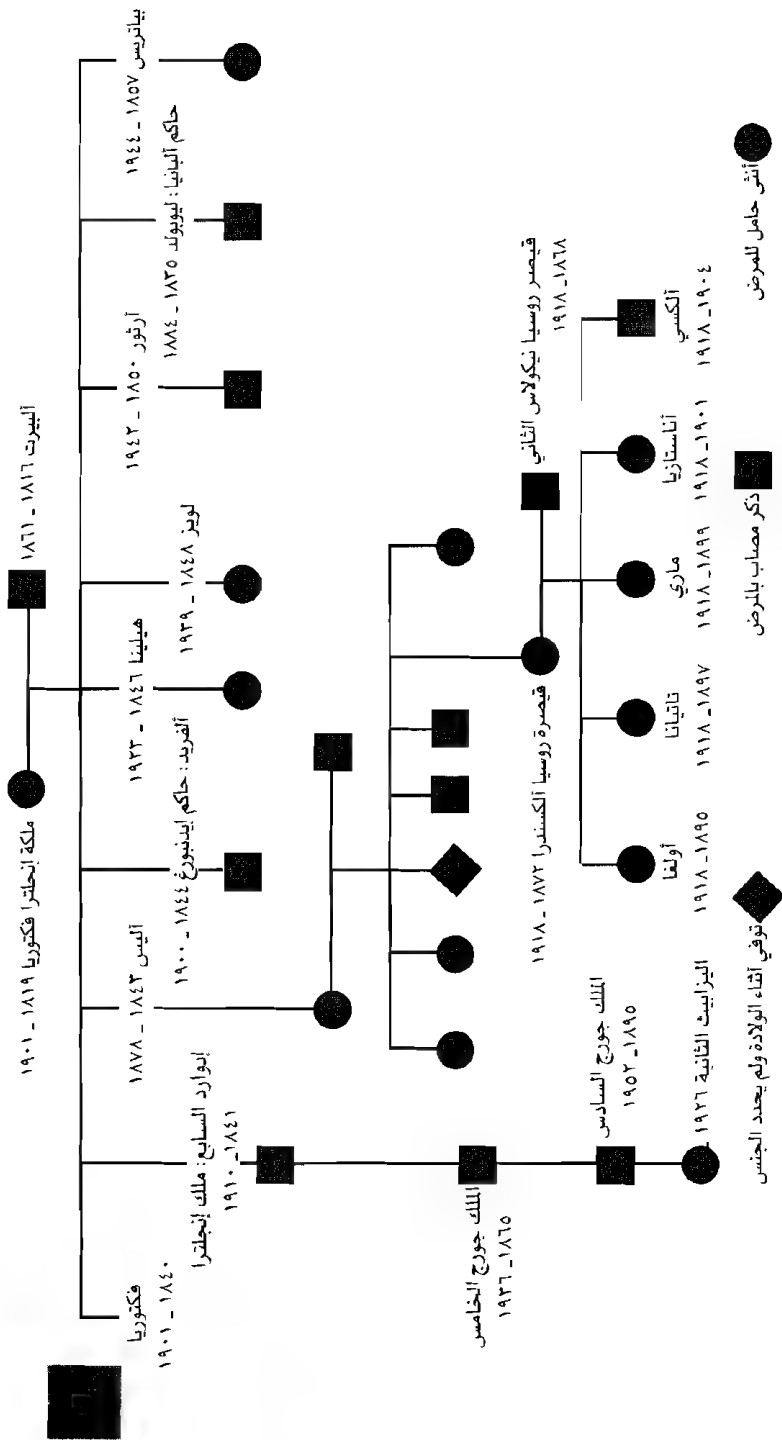 ملكة إنجلترا فكتوريا ١٨١٩ - ١٩٠١
ألبيرت ١٨١٦ - ١٨٦١
فكتوريا
١٨٤٠ - ١٩٠١
إدوارد السابع: ملك إنجلترا
١٨٤١ - ١٩١٠
أليس ١٨٤٣ - ١٨٧٨
ألفريد: حاكم إيدنبورغ ١٨٤٤ - ١٩٠٠
هيلينا ١٨٤٦ - ١٩٢٣
لويز ١٨٤٨ - ١٩٣٩
أرثور ١٨٥٠ - ١٩٤٢
حاكم ألبانيا: ليوبولد ١٨٣٥ - ١٨٨٤
بياتريس ١٨٥٧ - ١٩٤٤
الملك جورج الخامس
١٨٦٥ - ١٩٣٦
الملك جورج السادس
١٨٩٥ - ١٩٥٢
اليزابيث الثانية ١٩٢٦ -
قيصرة روسيا ألكسندرا ١٨٧٢ - ١٩١٨
قيصر روسيا نيكولاس الثاني
١٨٦٨ - ١٩١٨
أولغا
١٨٩٥ - ١٩١٨
تاتيانا
١٨٩٧ - ١٩١٨
ماري
١٨٩٩ - ١٩١٨
أناستازيا
١٩٠١ - ١٩١٨
ألكسي
١٩٠٤ - ١٩١٨
توفي أثناء الولادة ولم يحدد الجنس
ذكر مصاب بالمرض
أنثى حامل للمرض